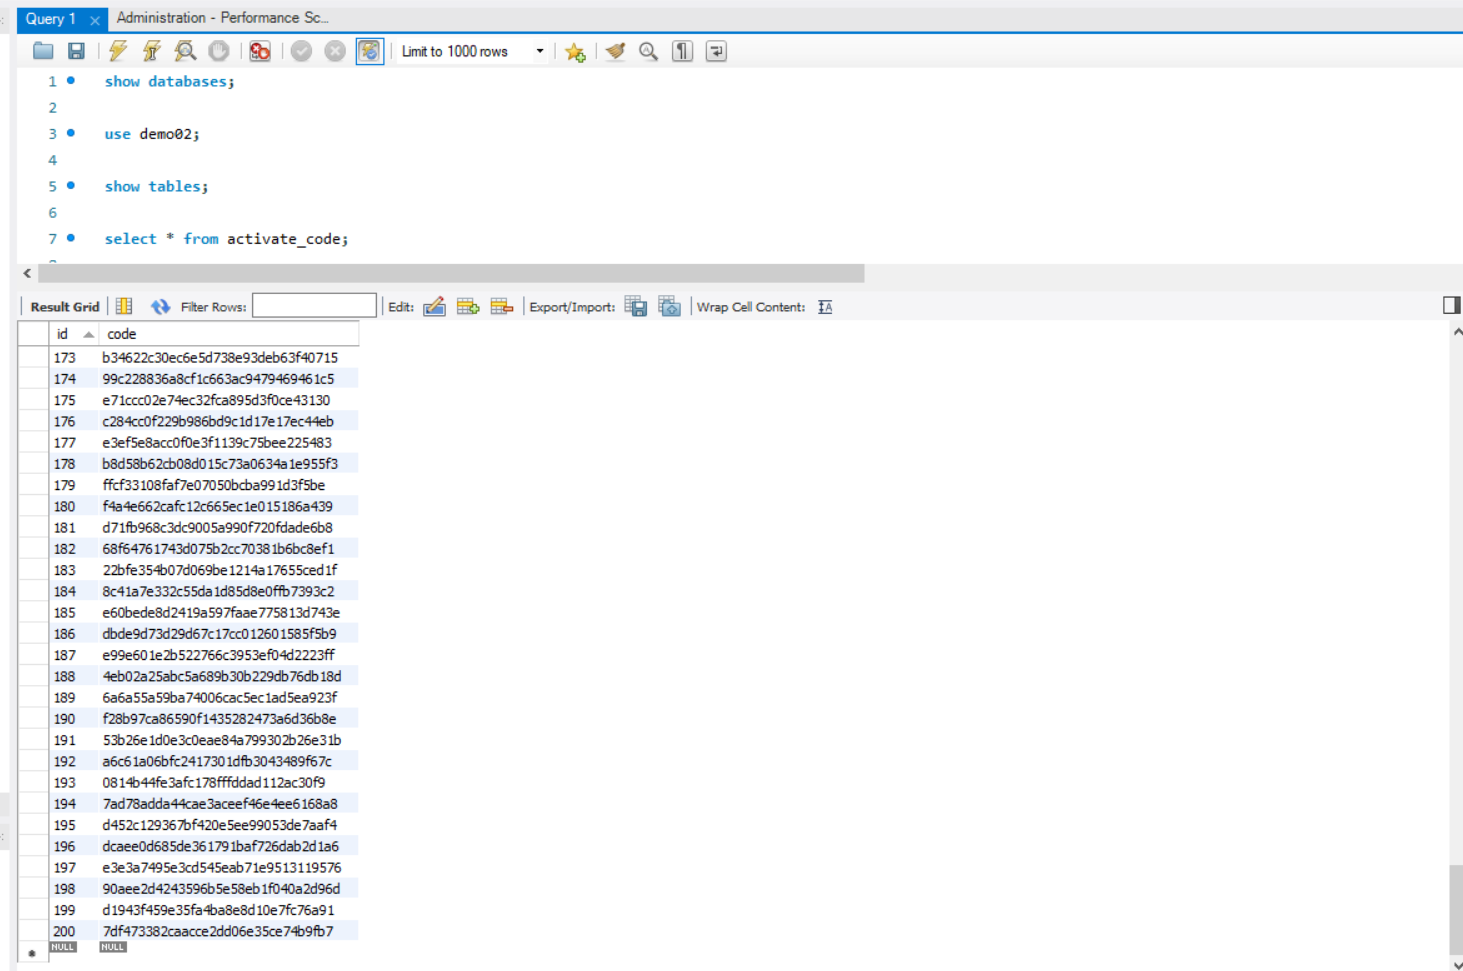 Query 1 × Administration - Performance Sc...
Limit to 1000 rows
1 show databases;
2
3 use demo02;
4
5 show tables;
6
7 select * from activate_code;
Result Grid Filter Rows: Edit: Export/Import: Wrap Cell Content:
id code
173 b34622c30ec6e5d738e93deb63f40715
174 99c228836a8cf1c663ac9479469461c5
175 e71ccc02e74ec32fca895d3f0ce43130
176 c284cc0f229b986bd9c1d17e17ec44eb
177 e3ef5e8acc0f0e3f1139c75bee225483
178 b8d58b62cb08d015c73a0634a1e955f3
179 ffcf33108faf7e07050bcba991d3f5be
180 f4a4e662cafc12c665ec1e015186a439
181 d71fb968c3dc9005a990f720fdade6b8
182 68f64761743d075b2cc70381b6bc8ef1
183 22bfe354b07d069be1214a17655ced1f
184 8c41a7e332c55da1d85d8e0ffb7393c2
185 e60bede8d2419a597faae775813d743e
186 dbde9d73d29d67c17cc012601585f5b9
187 e99e601e2b522766c3953ef04d2223ff
188 4eb02a25abc5a689b30b229db76db18d
189 6a6a55a59ba74006cac5ec1ad5ea923f
190 f28b97ca86590f1435282473a6d36b8e
191 53b26e1d0e3c0eae84a799302b26e31b
192 a6c61a06bfc2417301dfb3043489f67c
193 0814b44fe3afc178fffddad112ac30f9
194 7ad78adda44cae3aceef46e4ee6168a8
195 d452c129367bf420e5ee99053de7aaf4
196 dcaee0d685de361791baf726dab2d1a6
197 e3e3a7495e3cd545eab71e9513119576
198 90aee2d4243596b5e58eb1f040a2d96d
199 d1943f459e35fa4ba8e8d10e7fc76a91
200 7df473382caacce2dd06e35ce74b9fb7
NULL NULL